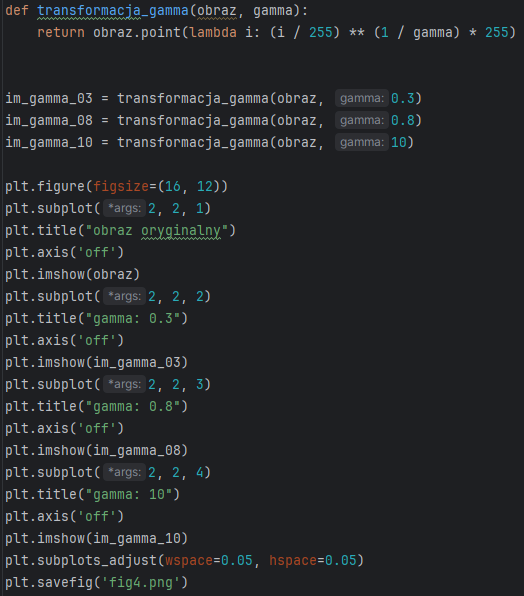 def transformacja_gamma(obraz, gamma):
    return obraz.point(lambda i: (i / 255) ** (1 / gamma) * 255)
im_gamma_03 = transformacja_gamma(obraz, gamma: 0.3)
im_gamma_08 = transformacja_gamma(obraz, gamma: 0.8)
im_gamma_10 = transformacja_gamma(obraz, gamma: 10)
plt.figure(figsize=(16, 12))
plt.subplot( *args: 2, 2, 1)
plt.title("obraz oryginalny")
plt.axis('off')
plt.imshow(obraz)
plt.subplot( *args: 2, 2, 2)
plt.title("gamma: 0.3")
plt.axis('off')
plt.imshow(im_gamma_03)
plt.subplot( *args: 2, 2, 3)
plt.title("gamma: 0.8")
plt.axis('off')
plt.imshow(im_gamma_08)
plt.subplot( *args: 2, 2, 4)
plt.title("gamma: 10")
plt.axis('off')
plt.imshow(im_gamma_10)
plt.subplots_adjust(wspace=0.05, hspace=0.05)
plt.savefig('fig4.png')